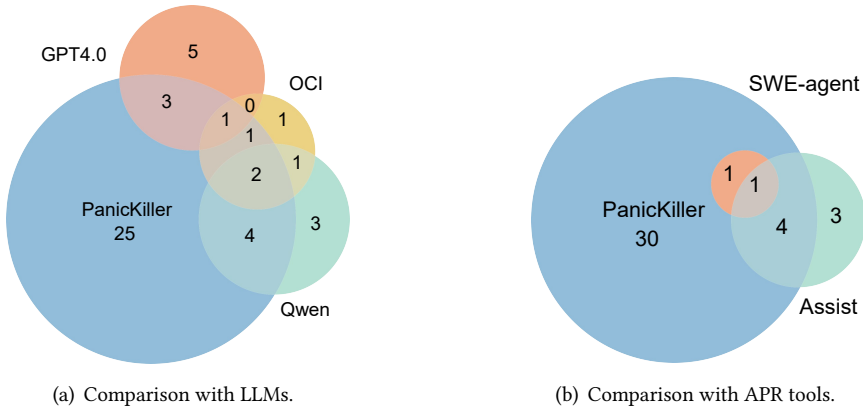 GPT4.0
5
OCI
3
0
1
1
1
1
2
PanicKiller
25
4
3
Qwen
(a) Comparison with LLMs.
SWE-agent
1
1
PanicKiller
30
4
3
Assist
(b) Comparison with APR tools.